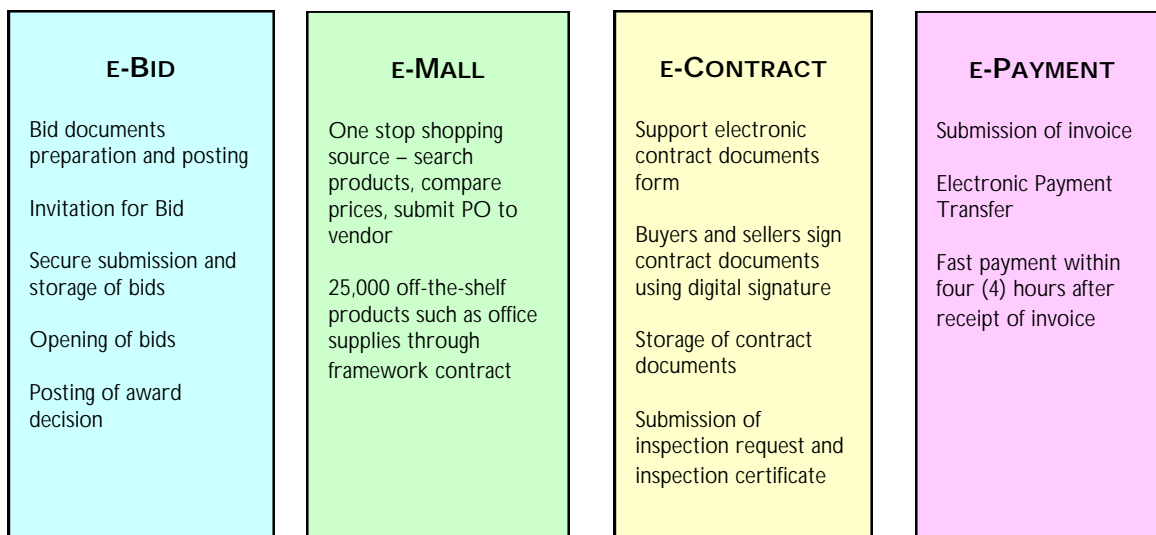 E-BID
Bid documents
preparation and posting
Invitation for Bid
Secure submission and
storage of bids
Opening of bids
Posting of award
decision
E-MALL
One stop shopping
source – search
products, compare
prices, submit PO to
vendor
25,000 off-the-shelf
products such as office
supplies through
framework contract
E-CONTRACT
Support electronic
contract documents
form
Buyers and sellers sign
contract documents
using digital signature
Storage of contract
documents
Submission of
inspection request and
inspection certificate
E-PAYMENT
Submission of invoice
Electronic Payment
Transfer
Fast payment within
four (4) hours after
receipt of invoice